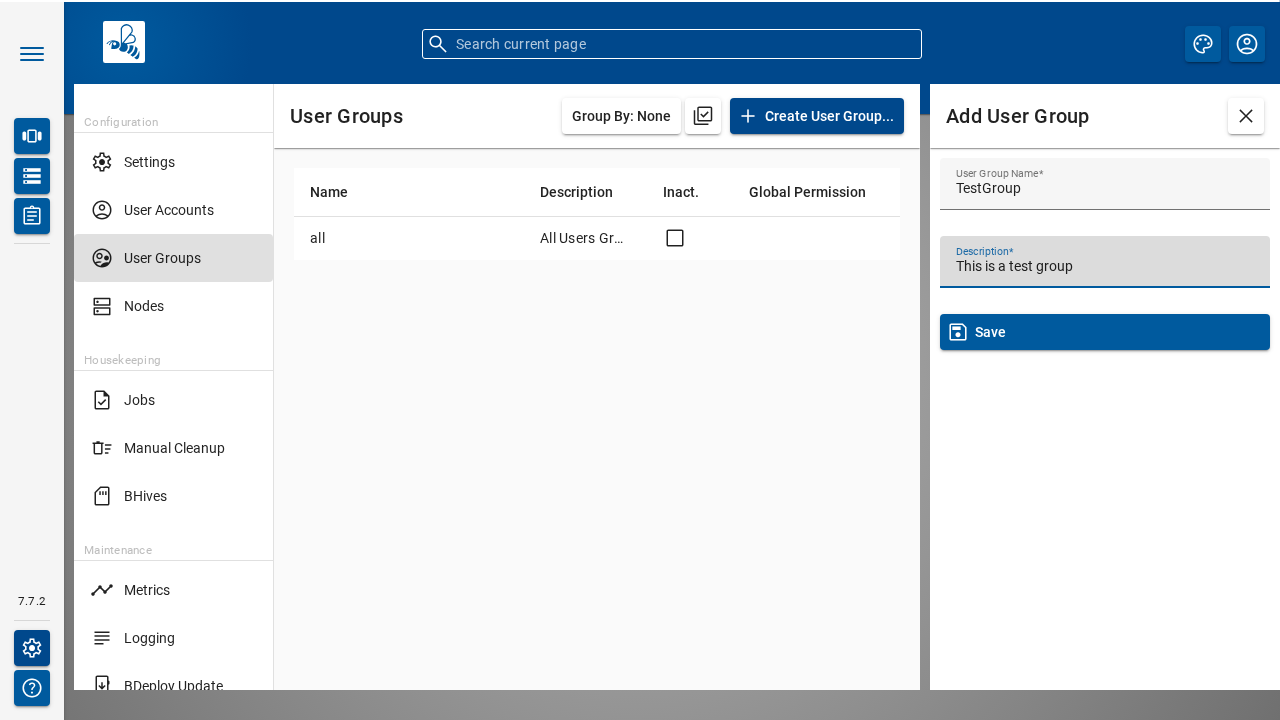 Search current page
Configuration
Settings
User Accounts
User Groups
Nodes
Housekeeping
Jobs
Manual Cleanup
BHives
Maintenance
Metrics
Logging
BDeploy Update
7.7.2
User Groups
Group By: None
Create User Group...
Name Description Inact. Global Permission
all All Users Gr...
Add User Group
User Group Name*
TestGroup
Description*
This is a test group
Save